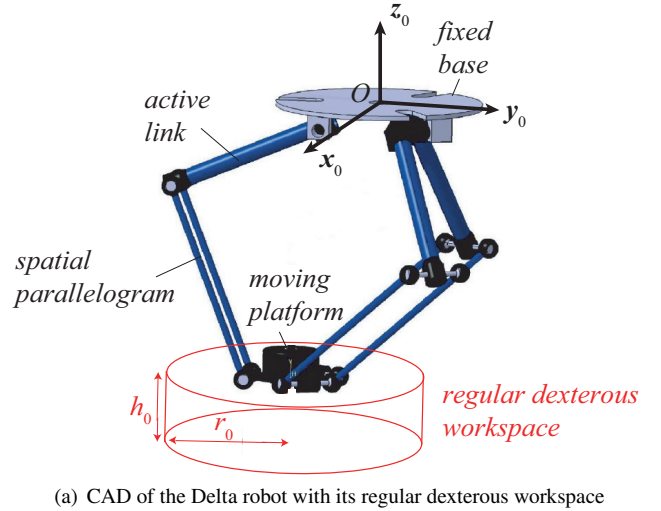 z0
fixed
base
O
active
link
y0
x0
spatial
parallelogram
moving
platform
h0
r0
regular dexterous
workspace
(a) CAD of the Delta robot with its regular dexterous workspace